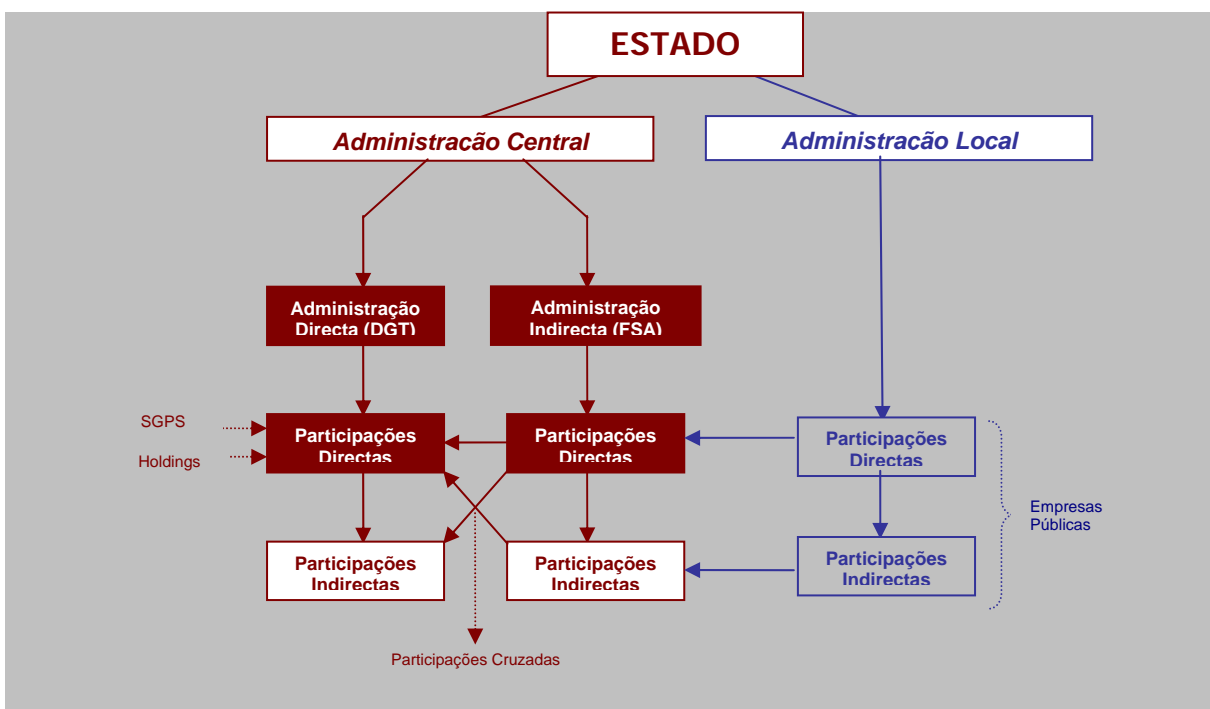 ESTADO
Administracão Central
Administracão Local
Administração
Directa (DGT)
Administração
Indirecta (FSA)
SGPS
Holdings
Participações
Directas
Participações
Directas
Participações
Directas
Empresas
Públicas
Participações
Indirectas
Participações
Indirectas
Participações
Indirectas
Participações Cruzadas